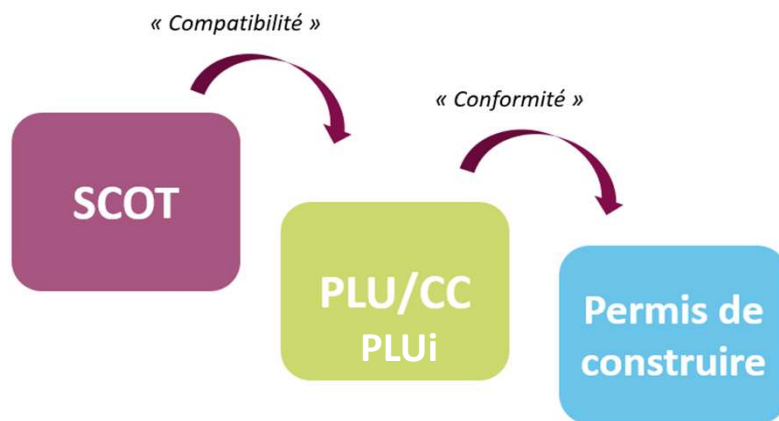 « Compatibilité »
« Conformité »
SCOT
PLU/CC
PLUi
Permis de
construire